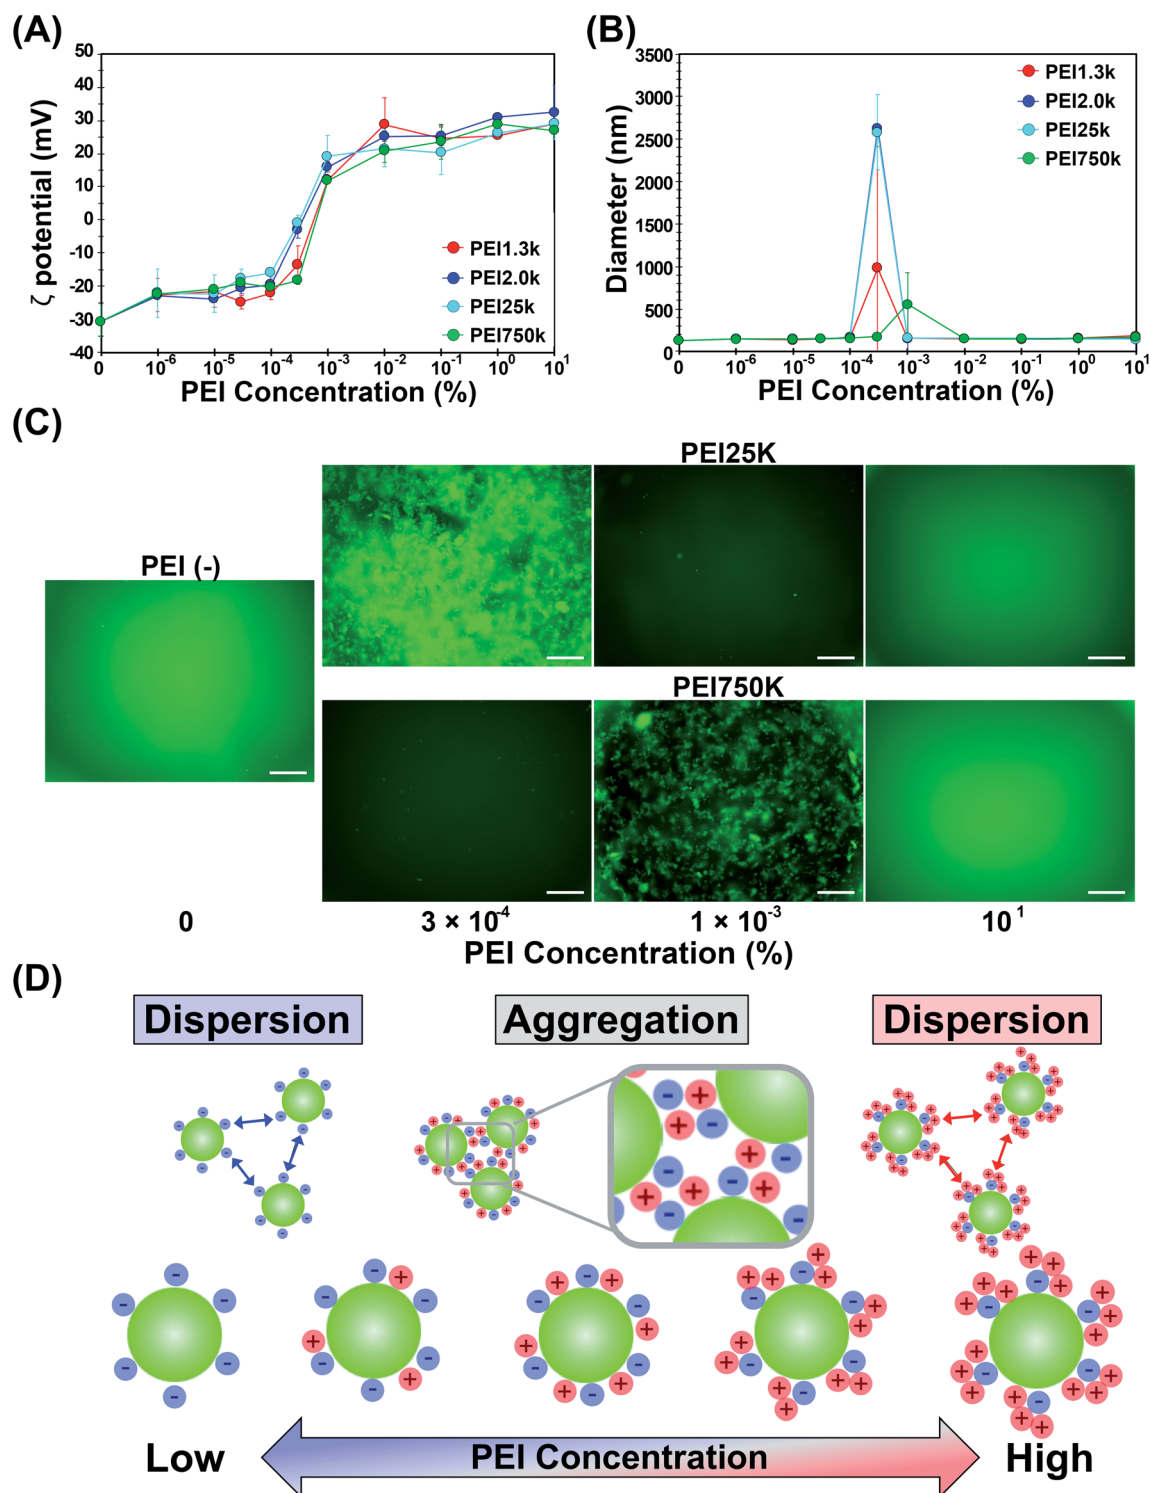 (A)
50
40
30
20
10
0
-10
-20
-30
-40
ζ potential (mV)
PEI1.3k
PEI2.0k
PEI25k
PEI750k
0 10⁻⁶ 10⁻⁵ 10⁻⁴ 10⁻³ 10⁻² 10⁻¹ 10⁰ 10¹
PEI Concentration (%)
(B)
3500
3000
2500
2000
1500
1000
500
0
Diameter (nm)
PEI1.3k
PEI2.0k
PEI25k
PEI750k
0 10⁻⁶ 10⁻⁵ 10⁻⁴ 10⁻³ 10⁻² 10⁻¹ 10⁰ 10¹
PEI Concentration (%)
(C)
PEI25K
PEI (-)
PEI750K
0 3 × 10⁻⁴ 1 × 10⁻³ 10¹
PEI Concentration (%)
(D)
Dispersion Aggregation Dispersion
Low PEI Concentration High